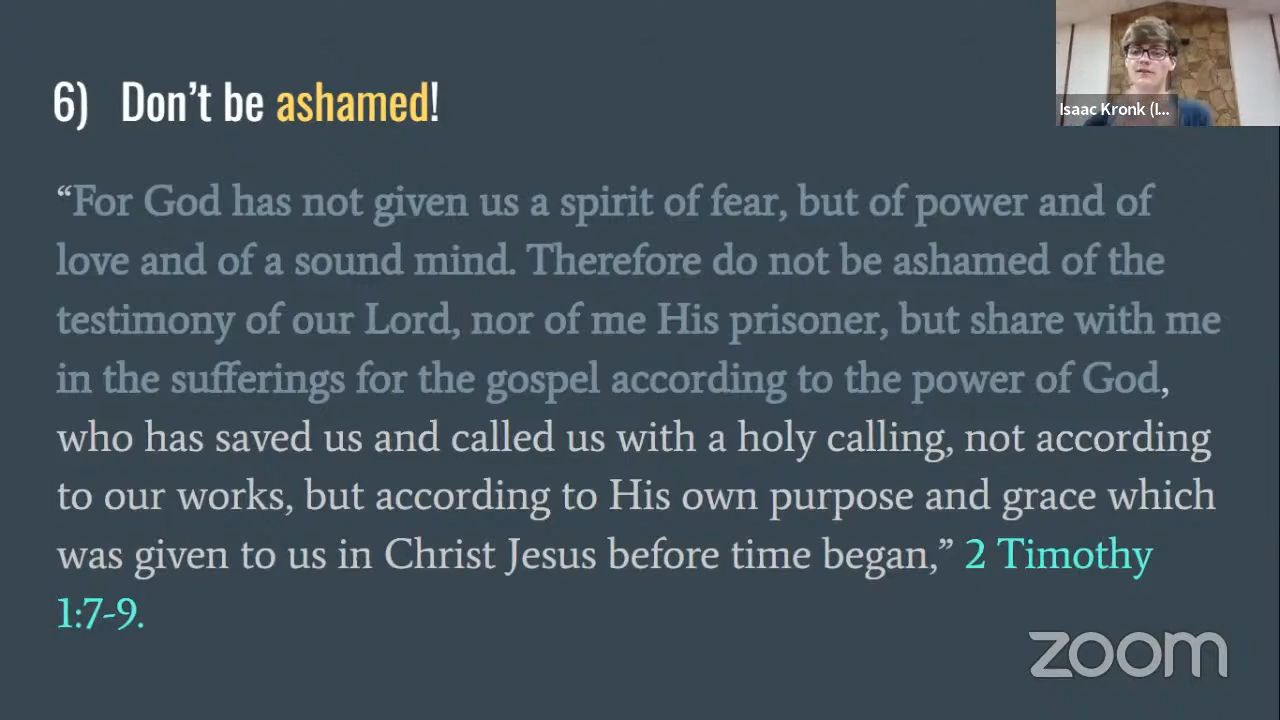 6) Don’t be ashamed!
Isaac Kronk (I...
“For God has not given us a spirit of fear, but of power and of
love and of a sound mind. Therefore do not be ashamed of the
testimony of our Lord, nor of me His prisoner, but share with me
in the sufferings for the gospel according to the power of God,
who has saved us and called us with a holy calling, not according
to our works, but according to His own purpose and grace which
was given to us in Christ Jesus before time began,” 2 Timothy
1:7-9.
zoom